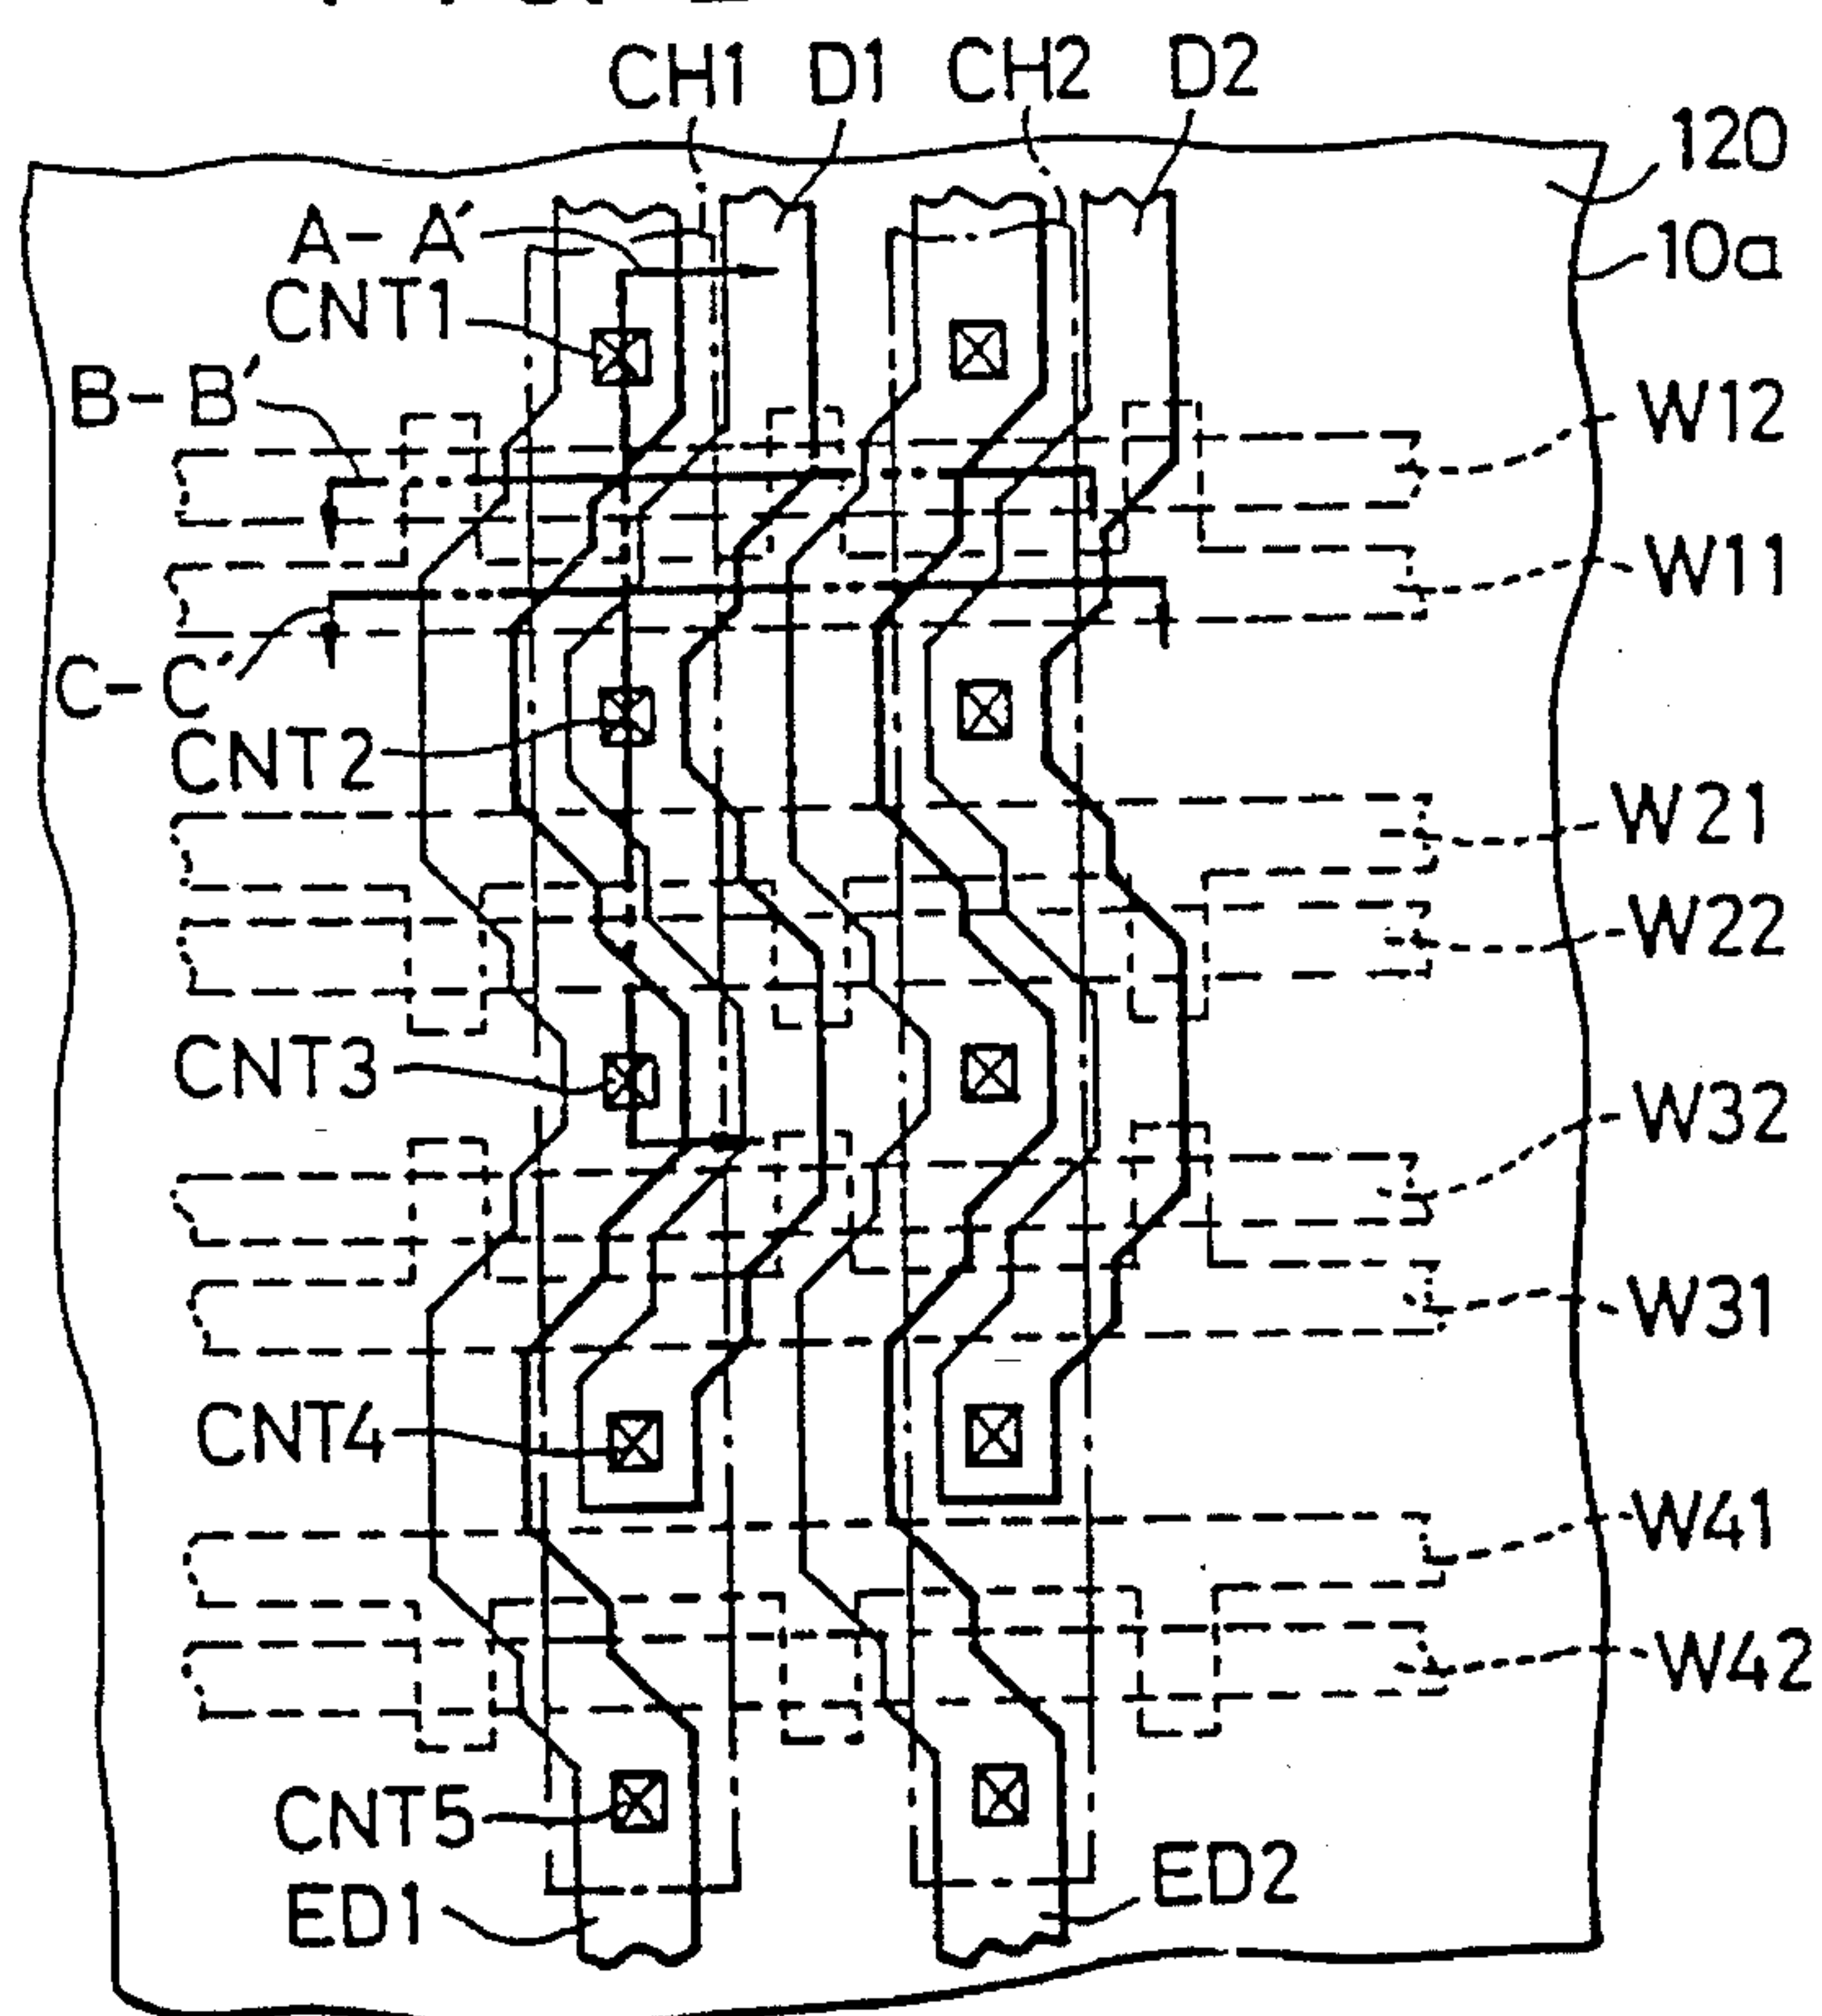 CH1 D1 CH2 D2
120
A-A'
10a
CNT1
B-B'
W12
W11
C-C'
CNT2
W21
W22
CNT3
W32
W31
CNT4
W41
W42
CNT5
ED2
ED1